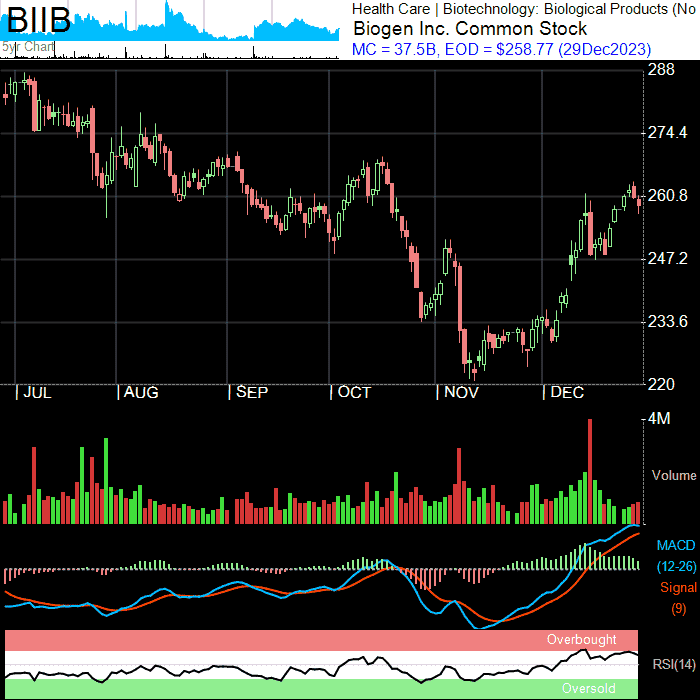 BIIB
5yr Chart
Health Care | Biotechnology: Biological Products (No
Biogen Inc. Common Stock
MC = 37.5B, EOD = $258.77 (29Dec2023)
288
274.4
260.8
247.2
233.6
220
JUL AUG SEP OCT NOV DEC
4M
Volume
MACD
(12-26)
Signal
(9)
Overbought
RSI(14)
Oversold